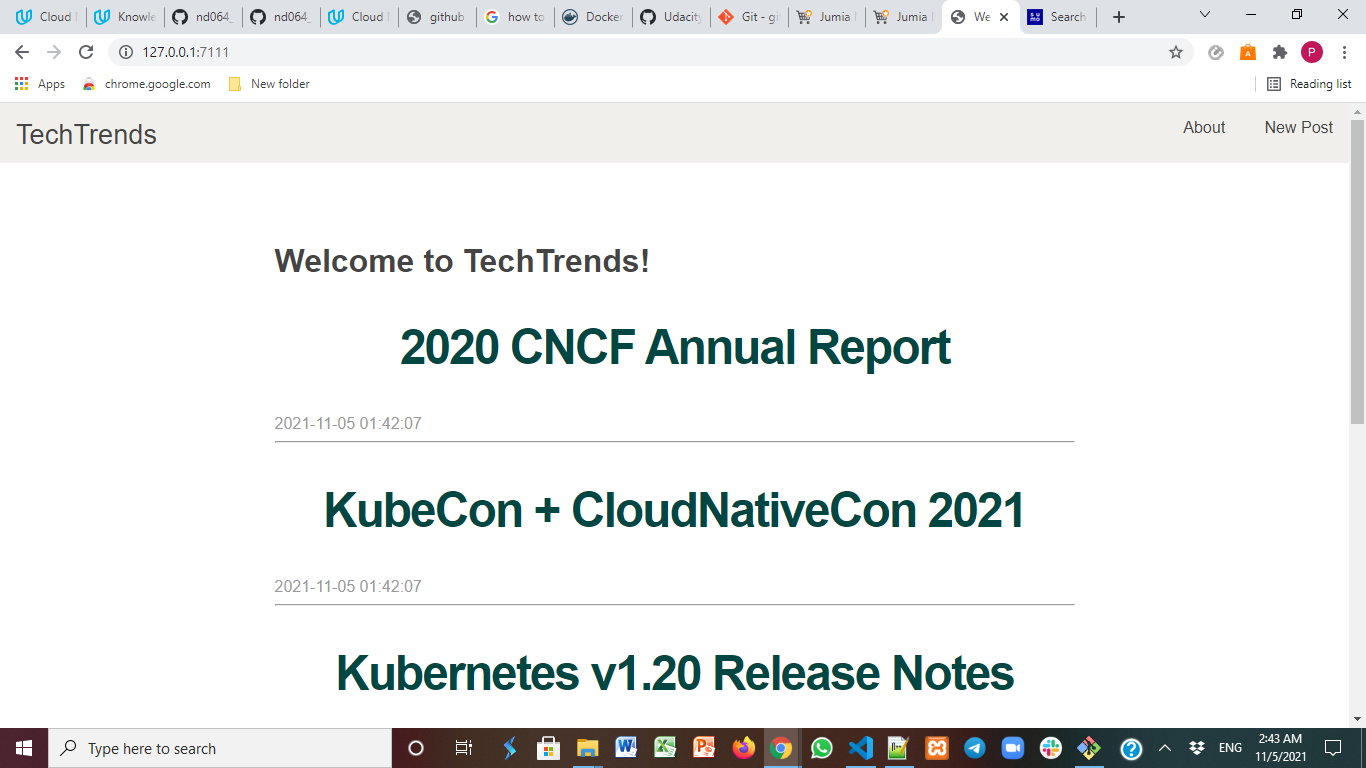 Cloud Knowle nd064_ nd064_ Cloud github how to Docker Udacity Git - gi Jumia Jumia We Search
127.0.0.1:7111
Apps chrome.google.com New folder Reading list
TechTrends About New Post
Welcome to TechTrends!
2020 CNCF Annual Report
2021-11-05 01:42:07
KubeCon + CloudNativeCon 2021
2021-11-05 01:42:07
Kubernetes v1.20 Release Notes
Type here to search ENG 2:43 AM
11/5/2021